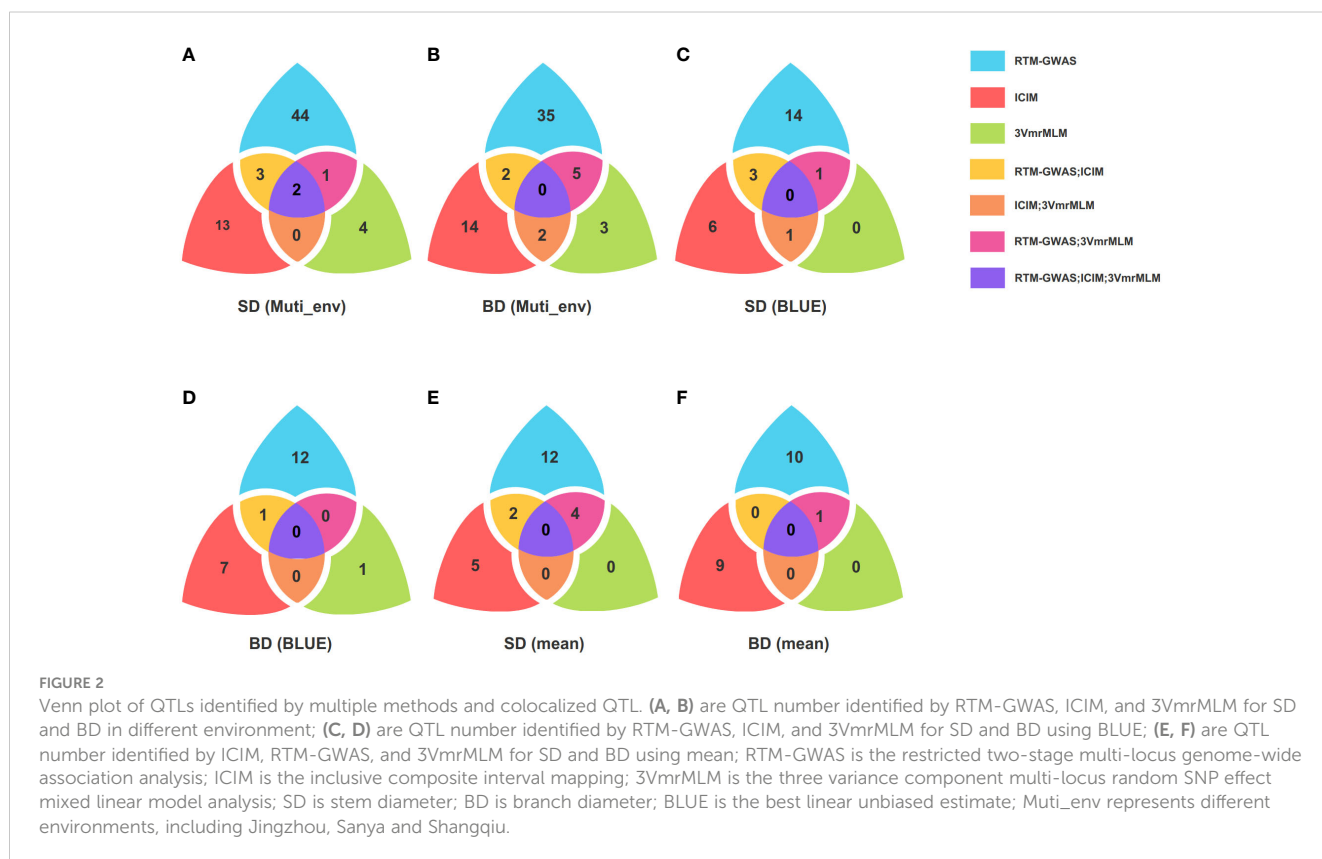 A
B
C
44
35
14
3
1
2
2
5
0
3
1
0
13
0
4
14
2
3
6
1
0
SD (Muti_env)
BD (Muti_env)
SD (BLUE)
RTM-GWAS
ICIM
3VmrMLM
RTM-GWAS;ICIM
ICIM;3VmrMLM
RTM-GWAS;3VmrMLM
RTM-GWAS;ICIM;3VmrMLM
D
E
F
12
12
10
1
0
0
2
4
0
0
1
0
7
0
1
5
0
0
9
0
0
BD (BLUE)
SD (mean)
BD (mean)
FIGURE 2
Venn plot of QTLs identified by multiple methods and colocalized QTL. (A, B) are QTL number identified by RTM-GWAS, ICIM, and 3VmrMLM for SD
and BD in different environment; (C, D) are QTL number identified by RTM-GWAS, ICIM, and 3VmrMLM for SD and BD using BLUE; (E, F) are QTL
number identified by ICIM, RTM-GWAS, and 3VmrMLM for SD and BD using mean; RTM-GWAS is the restricted two-stage multi-locus genome-wide
association analysis; ICIM is the inclusive composite interval mapping; 3VmrMLM is the three variance component multi-locus random SNP effect
mixed linear model analysis; SD is stem diameter; BD is branch diameter; BLUE is the best linear unbiased estimate; Muti_env represents different
environments, including Jingzhou, Sanya and Shangqiu.